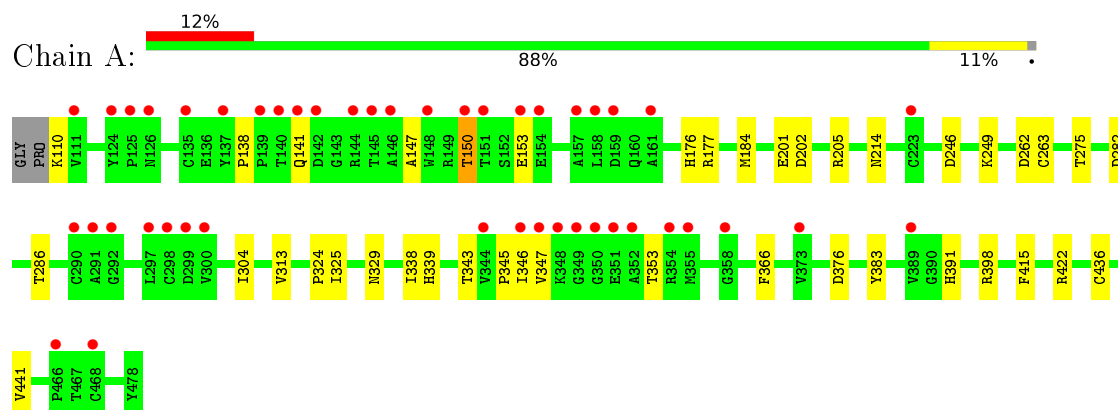 12%
Chain A:
88% 11% •
GLY PRO K110 V111 Y124 P125 N126 C135 E136 Y137 P138 P139 T140 Q141 D142 G143 R144 T145 A146 A147 W148 R149 T150 T151 S152 E153 E154 A157 L158 D159 Q160 A161 H176 R177 M184 E201 D202 R205 N214 C223 D246 K249 D262 C263 T275
T286 C290 A291 G292 L297 C298 D299 V300 I304 V313 P324 I325 N329 I338 H339 T343 V344 P345 I346 V347 K348 G349 G350 E351 A352 T353 R354 M355 G358 F366 V373 D376 Y383 V389 G390 H391 R398 F415 R422 C436
V441 P466 T467 C468 Y478